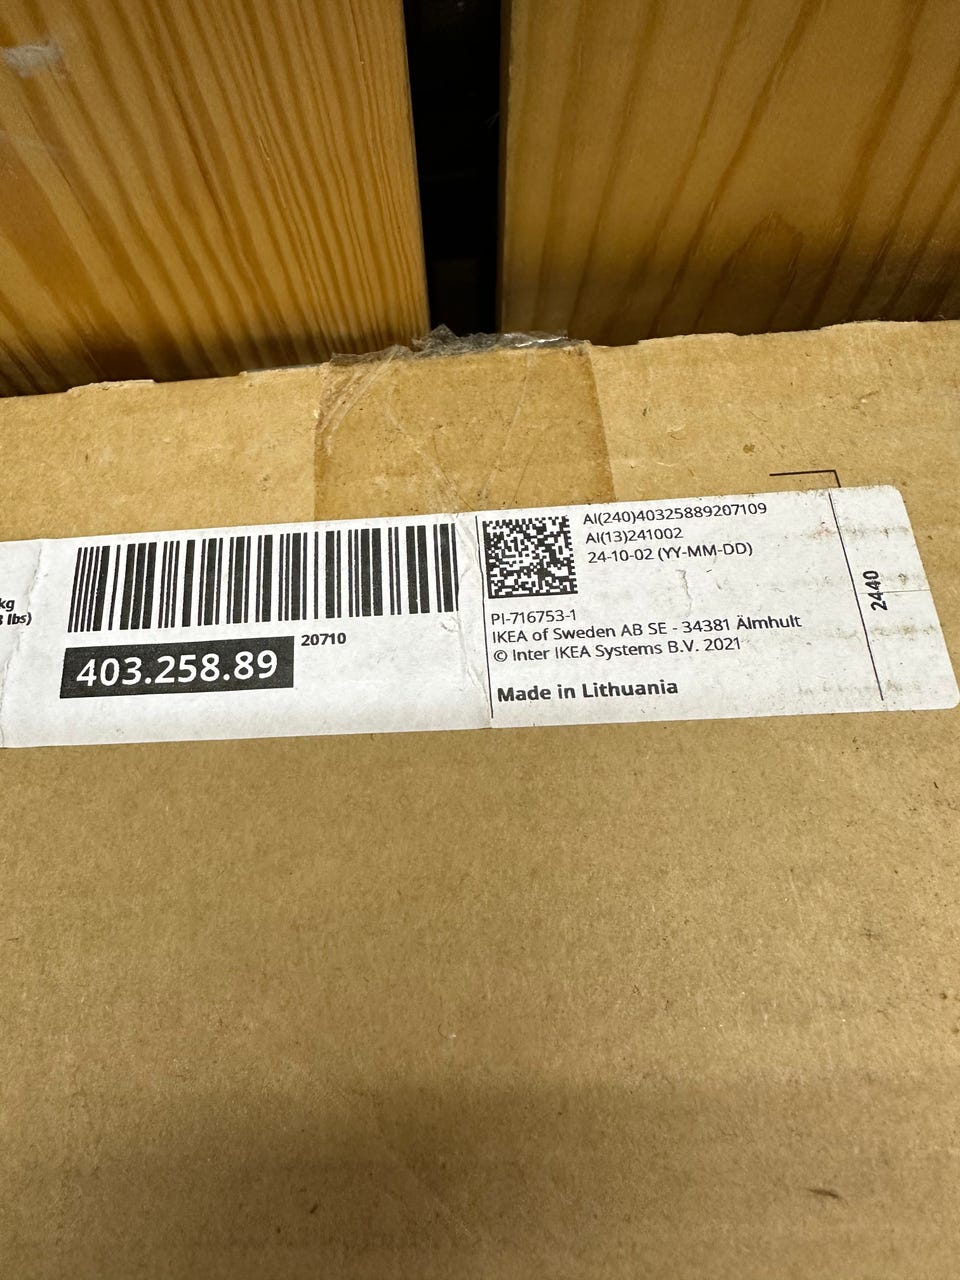 kg
lbs)
403.258.89
20710
AI(240)40325889207109
AI(13)241002
24-10-02 (YY-MM-DD)
PI-716753-1
IKEA of Sweden AB SE - 34381 Älmhult
© Inter IKEA Systems B.V. 2021
Made in Lithuania
2440